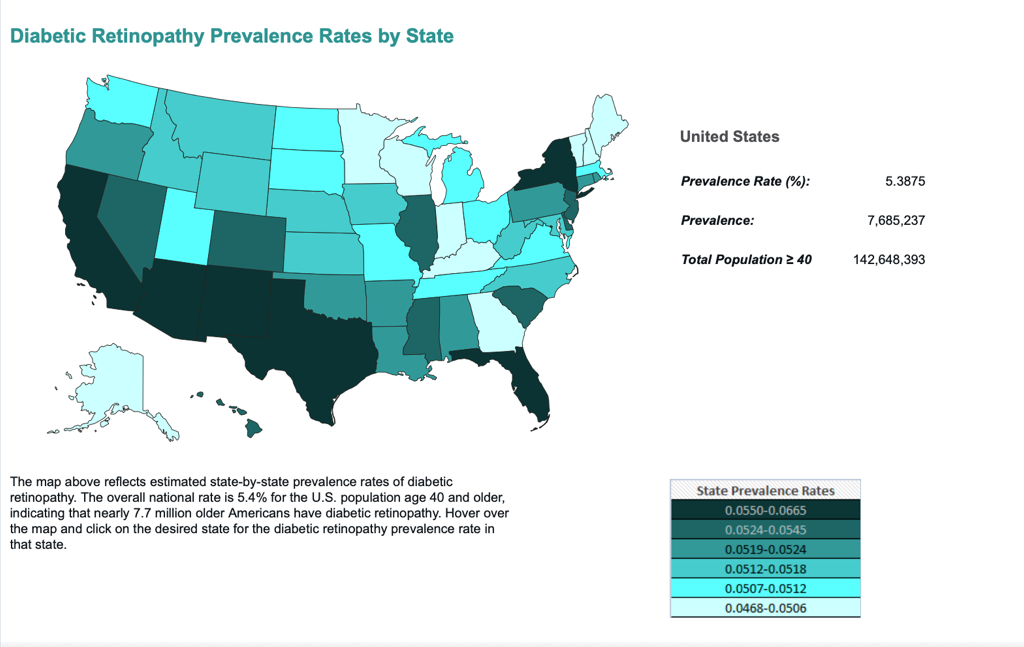 Diabetic Retinopathy Prevalence Rates by State
United States
Prevalence Rate (%): 5.3875
Prevalence: 7,685,237
Total Population ≥ 40 142,648,393
The map above reflects estimated state-by-state prevalence rates of diabetic
retinopathy. The overall national rate is 5.4% for the U.S. population age 40 and older,
indicating that nearly 7.7 million older Americans have diabetic retinopathy. Hover over
the map and click on the desired state for the diabetic retinopathy prevalence rate in
that state.
State Prevalence Rates
0.0550-0.0665
0.0524-0.0545
0.0519-0.0524
0.0512-0.0518
0.0507-0.0512
0.0468-0.0506